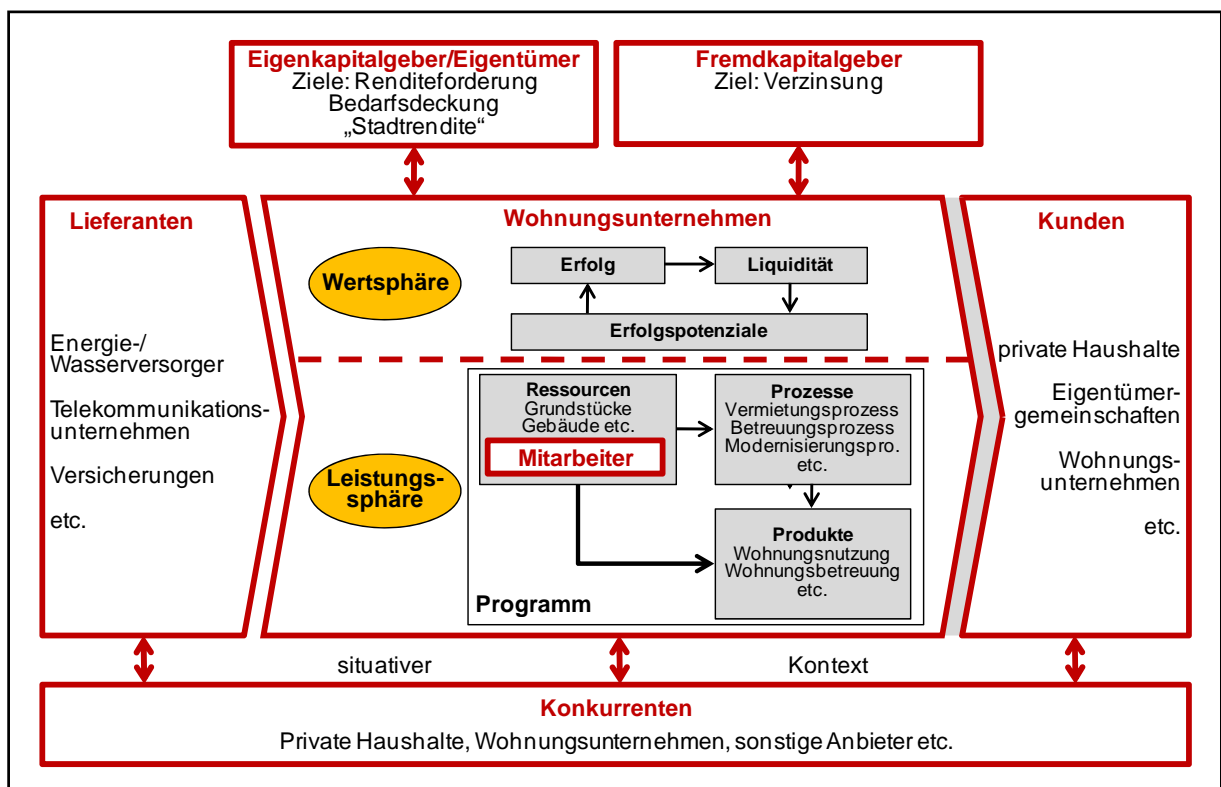 Eigenkapitalgeber/Eigentümer
Ziele: Renditeforderung
Bedarfsdeckung
„Stadtrendite“
Fremdkapitalgeber
Ziel: Verzinsung
Lieferanten
Energie-/
Wasserversorger
Telekommunikations-
unternehmen
Versicherungen
etc.
Wohnungsunternehmen
Wertsphäre
Erfolg
Liquidität
Erfolgspotenziale
Leistungs-
sphäre
Ressourcen
Grundstücke
Gebäude etc.
Mitarbeiter
Prozesse
Vermietungsprozess
Betreuungsprozess
Modernisierungspro.
etc.
Produkte
Wohnungsnutzung
Wohnungsbetreuung
etc.
Programm
Kunden
private Haushalte
Eigentümer-
gemeinschaften
Wohnungs-
unternehmen
etc.
situativer Kontext
Konkurrenten
Private Haushalte, Wohnungsunternehmen, sonstige Anbieter etc.